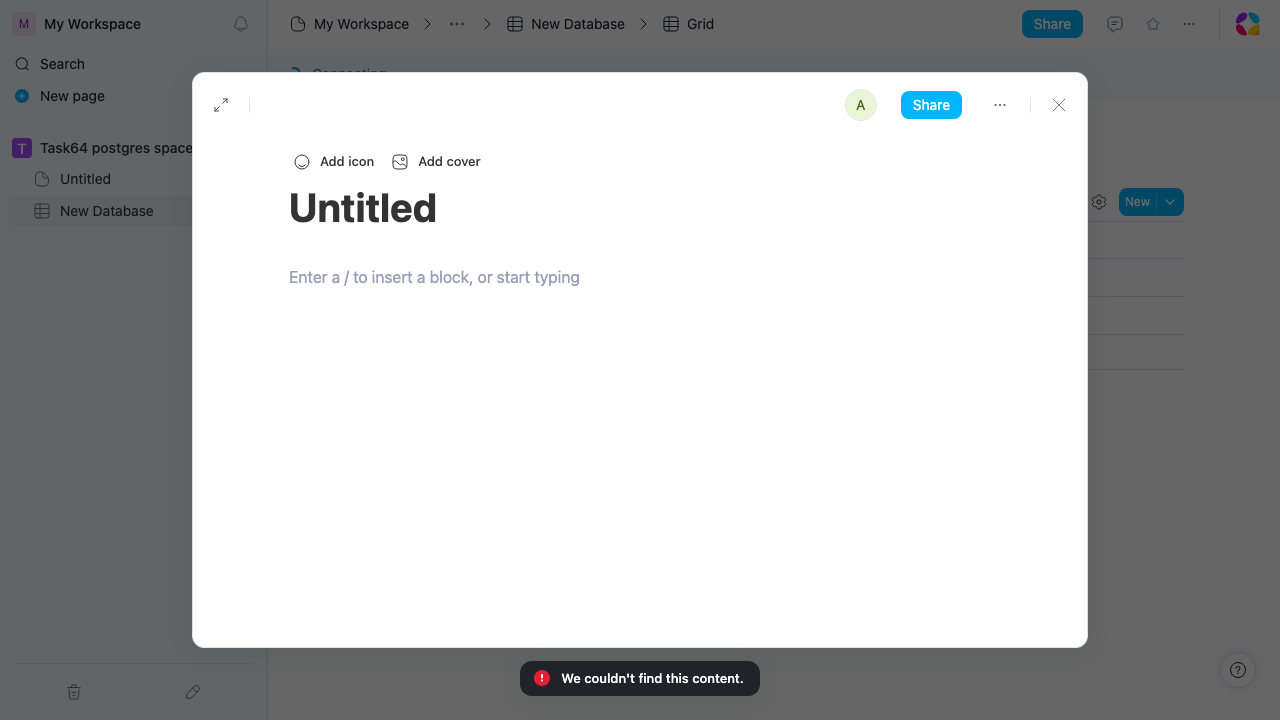 M My Workspace
My Workspace
New Database
Grid
Share
Search
New page
Connecting
T Task64 postgres space
Untitled
New Database
A
Share
Add icon
Add cover
Untitled
Enter a / to insert a block, or start typing
New
We couldn't find this content.